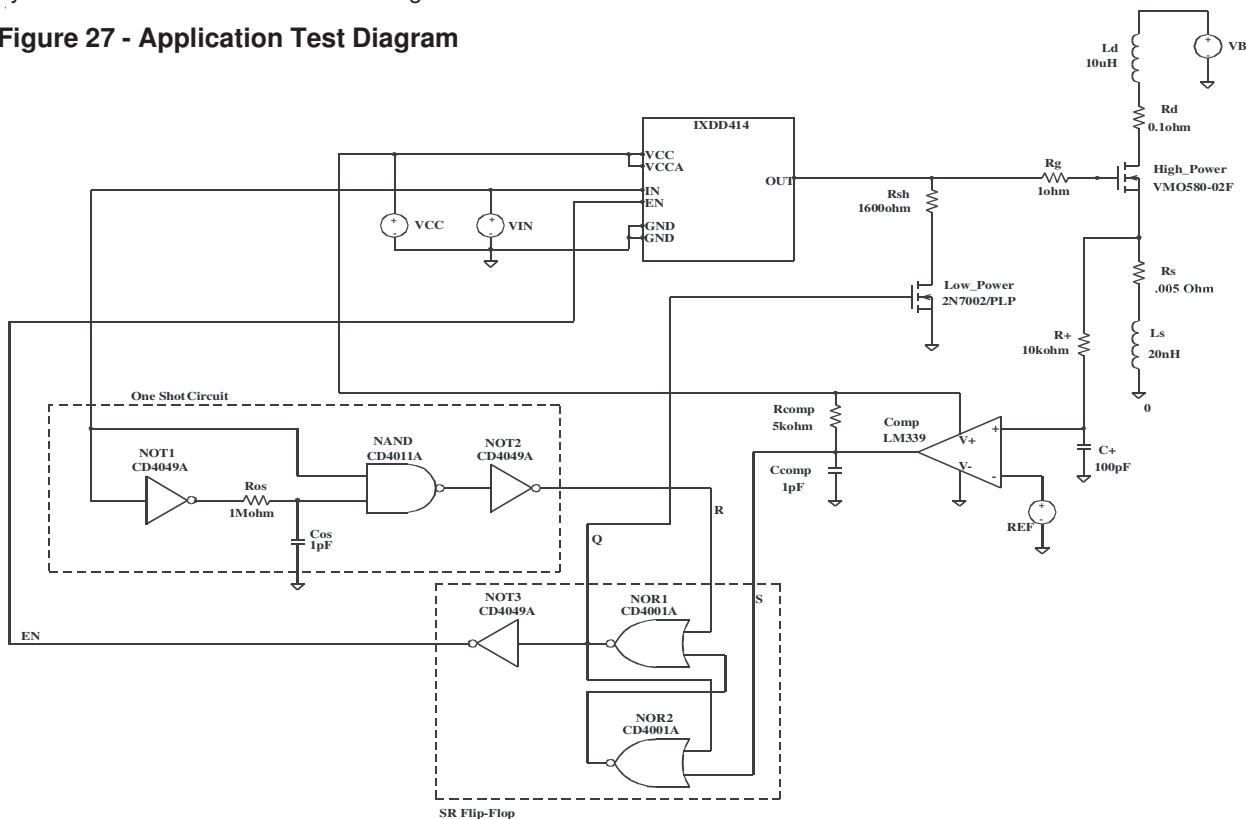 Figure 27 - Application Test Diagram
Ld
10uH
VB
Rd
0.1ohm
IXDD414
VCC
VCCA
IN
EN
GND
GND
OUT
VCC
VIN
Rg
1ohm
High_Power
VMO580-02F
Rsh
1600ohm
Low_Power
2N7002/PLP
Rs
.005 Ohm
R+
10kohm
Ls
20nH
0
One Shot Circuit
NOT1
CD4049A
Ros
1Mohm
Cos
1pF
NAND
CD4011A
NOT2
CD4049A
Rcomp
5kohm
Ccomp
1pF
Comp
LM339
V+
V-
+
-
C+
100pF
REF
R
Q
S
EN
NOT3
CD4049A
NOR1
CD4001A
NOR2
CD4001A
SR Flip-Flop